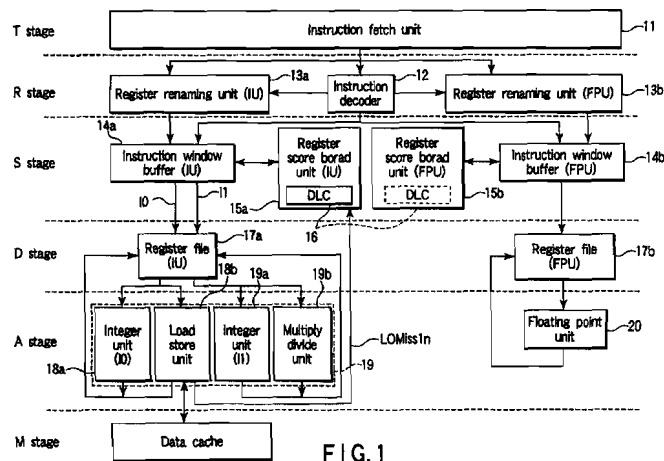 T stage
Instruction fetch unit
11
R stage
13a
12
Register renaming unit (IU)
Instruction
decoder
Register renaming unit (FPU)
13b
S stage
14a
Instruction window
buffer (IU)
Register
score borad
unit (IU)
DLC
Register
score borad
unit (FPU)
DLC
Instruction window
buffer (FPU)
14b
I0
I1
15a
16
15b
D stage
17a
Register file
(IU)
Register file
(FPU)
17b
18b
19a
19b
A stage
Integer
unit
(I0)
Load
store
unit
Integer
unit
(I1)
Multiply
divide
unit
18a
19
L0Miss1n
Floating point
unit
20
M stage
Data cache
FIG.1